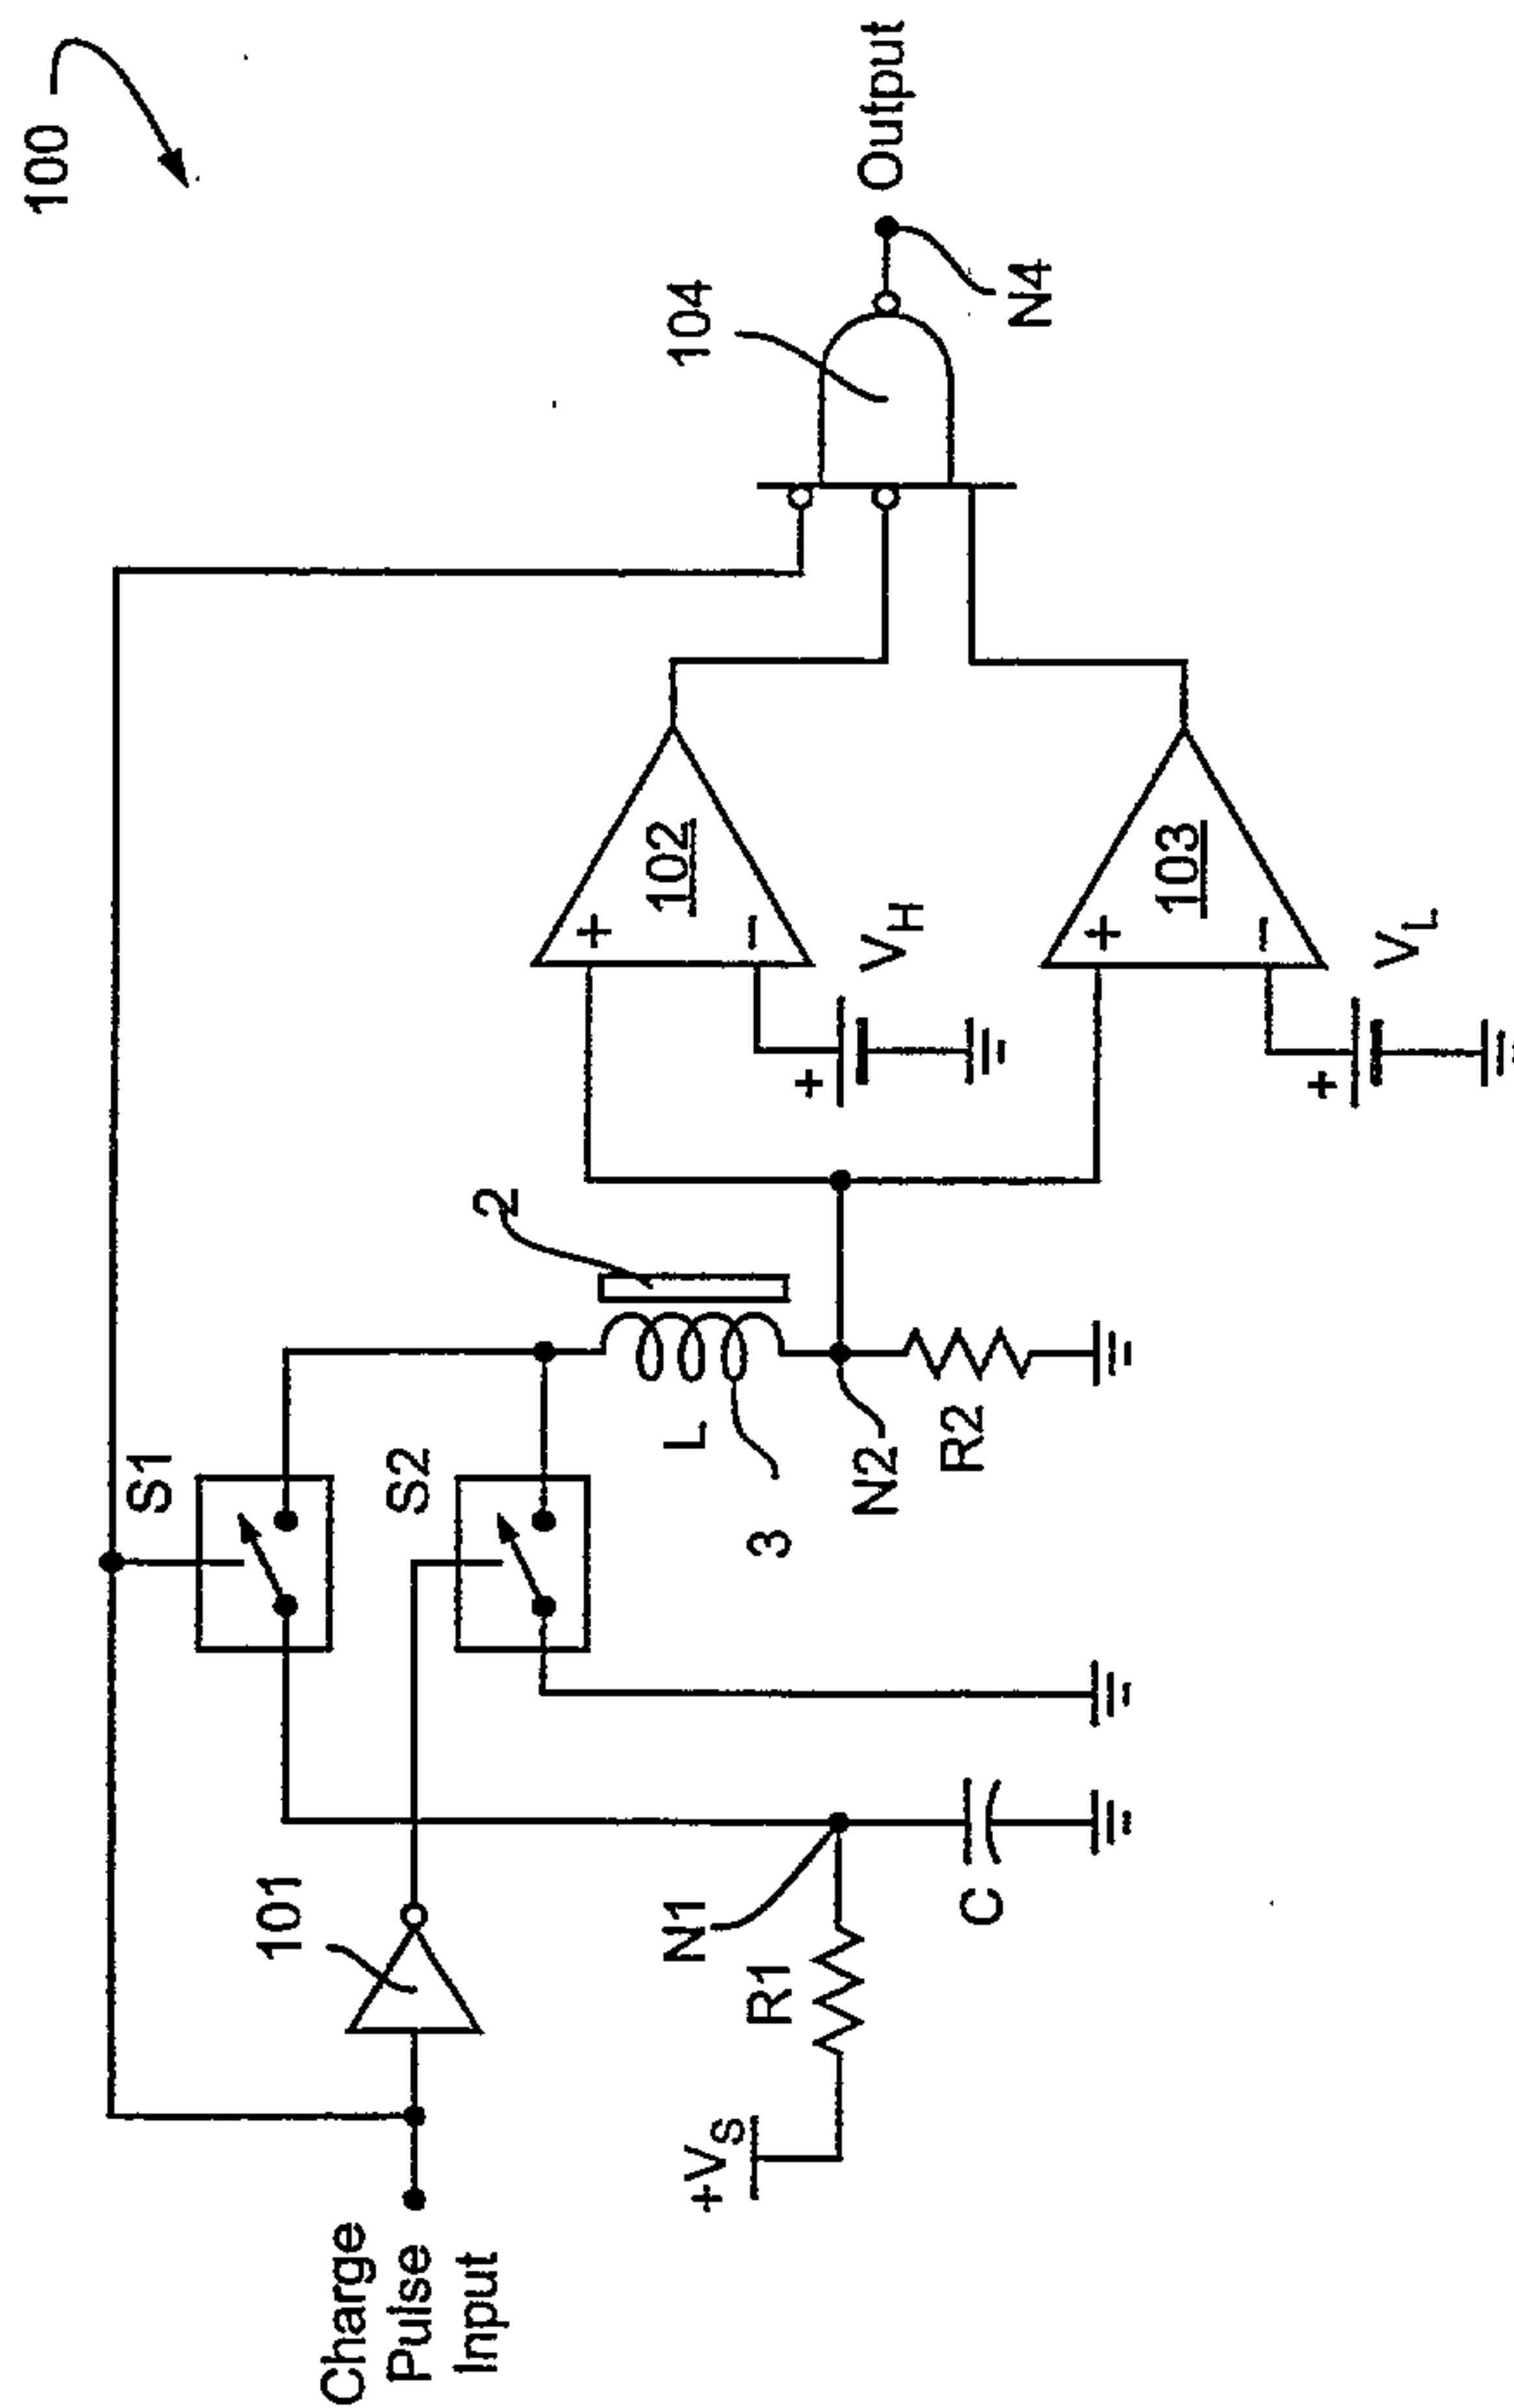 100
Charge
Pulse
Input
101
S1
S2
+VS
R1
N1
C
L
3
2
N2
R2
+
102
-
+
VH
+
103
-
+
VL
104
N4
Output